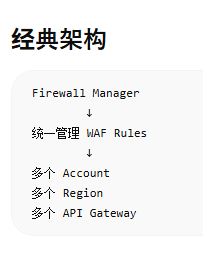 经典架构
Firewall Manager
↓
统一管理 WAF Rules
↓
多个 Account
多个 Region
多个 API Gateway